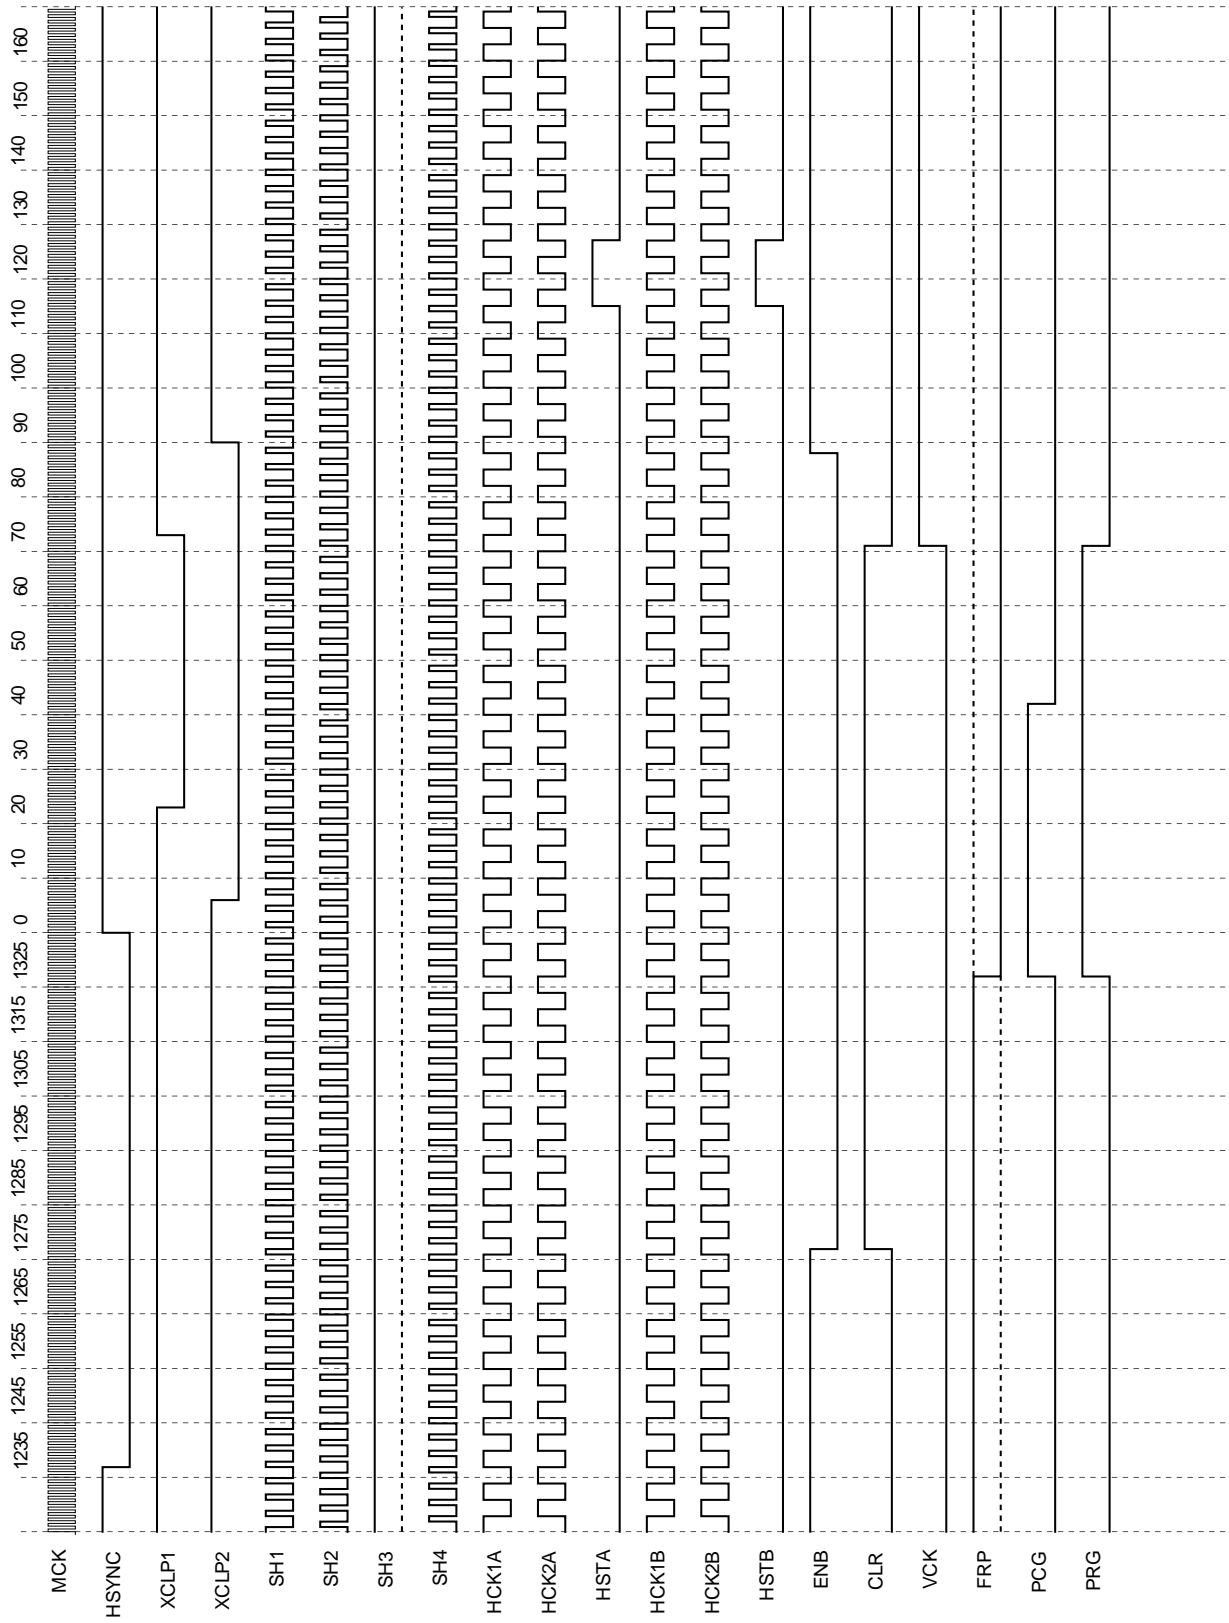 MCK
HSYNC
XCLP1
XCLP2
SH1
SH2
SH3
SH4
HCK1A
HCK2A
HSTA
HCK1B
HCK2B
HSTB
ENB
CLR
VCK
FRP
PCG
PRG
1235
1245
1255
1265
1275
1285
1295
1305
1315
1325
0
10
20
30
40
50
60
70
80
90
100
110
120
130
140
150
160